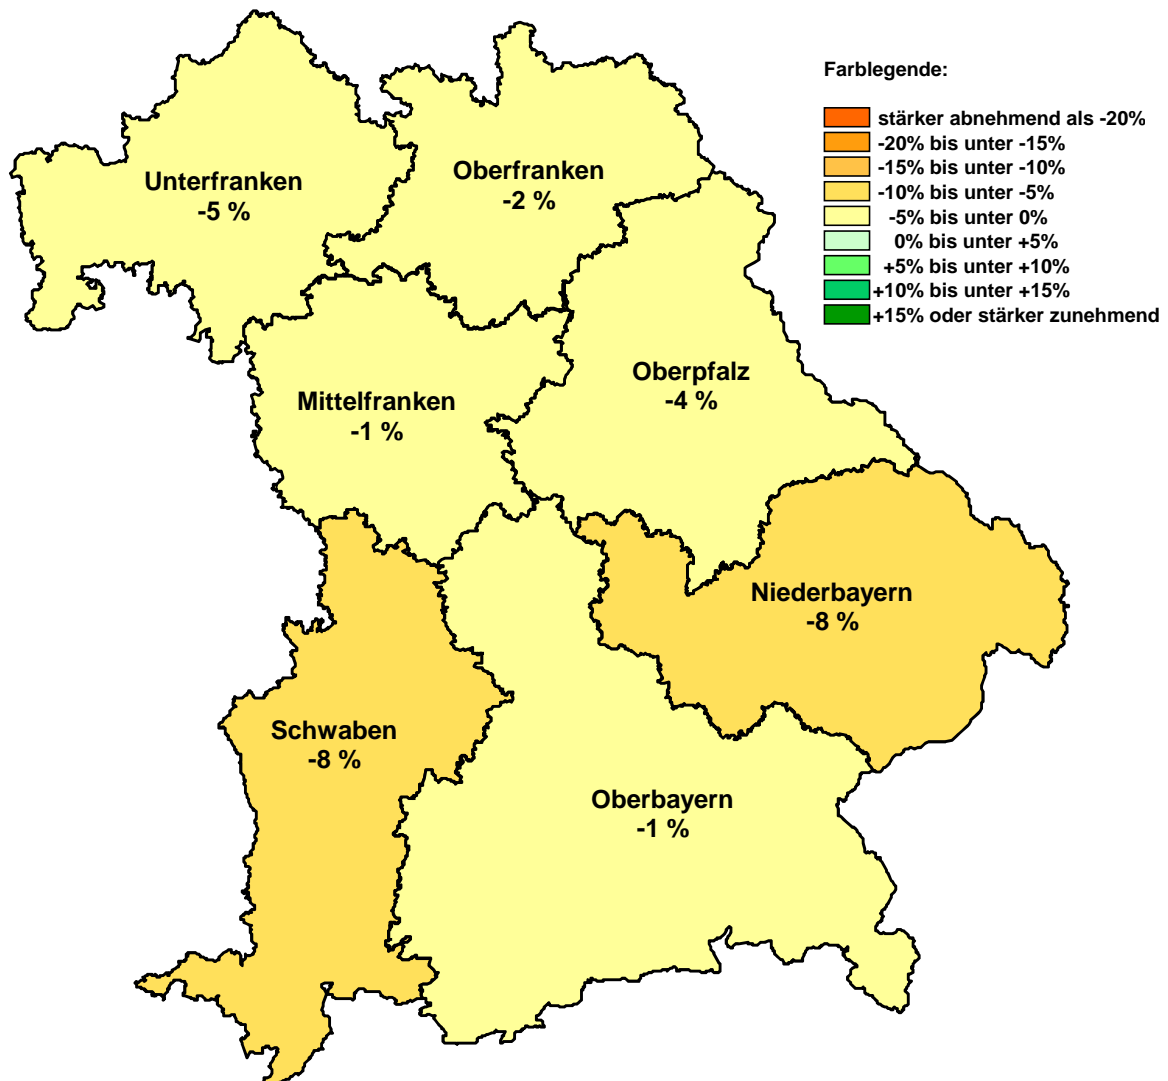 Farblegende:
stärker abnehmend als -20%
-20% bis unter -15%
-15% bis unter -10%
-10% bis unter -5%
-5% bis unter 0%
0% bis unter +5%
+5% bis unter +10%
+10% bis unter +15%
+15% oder stärker zunehmend
Unterfranken
-5 %
Oberfranken
-2 %
Mittelfranken
-1 %
Oberpfalz
-4 %
Niederbayern
-8 %
Schwaben
-8 %
Oberbayern
-1 %